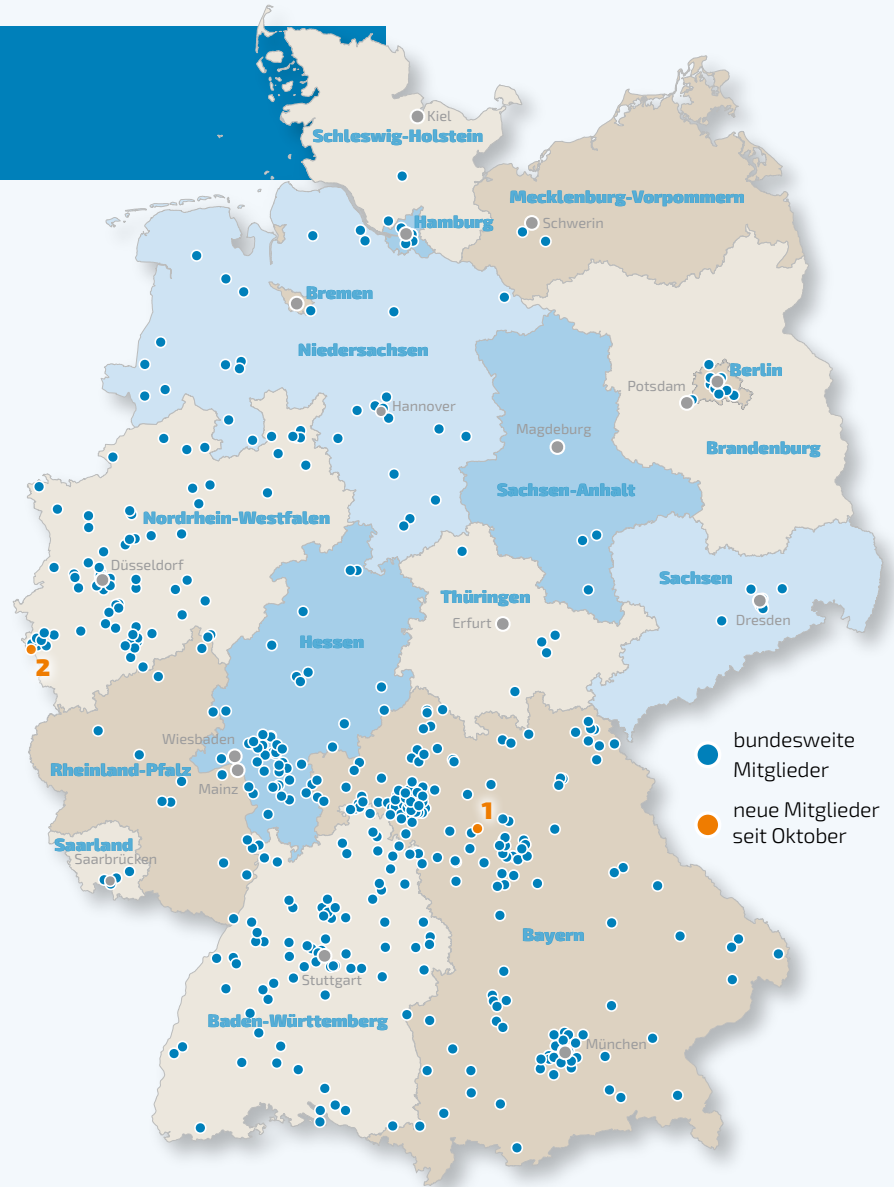 Kiel
Schleswig-Holstein
Mecklenburg-Vorpommern
Hamburg
Schwerin
Bremen
Niedersachsen
Berlin
Potsdam
Hannover
Magdeburg
Brandenburg
Sachsen-Anhalt
Nordrhein-Westfalen
Düsseldorf
Sachsen
Thüringen
Dresden
Erfurt
Hessen
2
Wiesbaden
bundesweite
Mitglieder
Rheinland-Pfalz
Mainz
1
neue Mitglieder
seit Oktober
Saarland
Saarbrücken
Bayern
Stuttgart
Baden-Württemberg
München